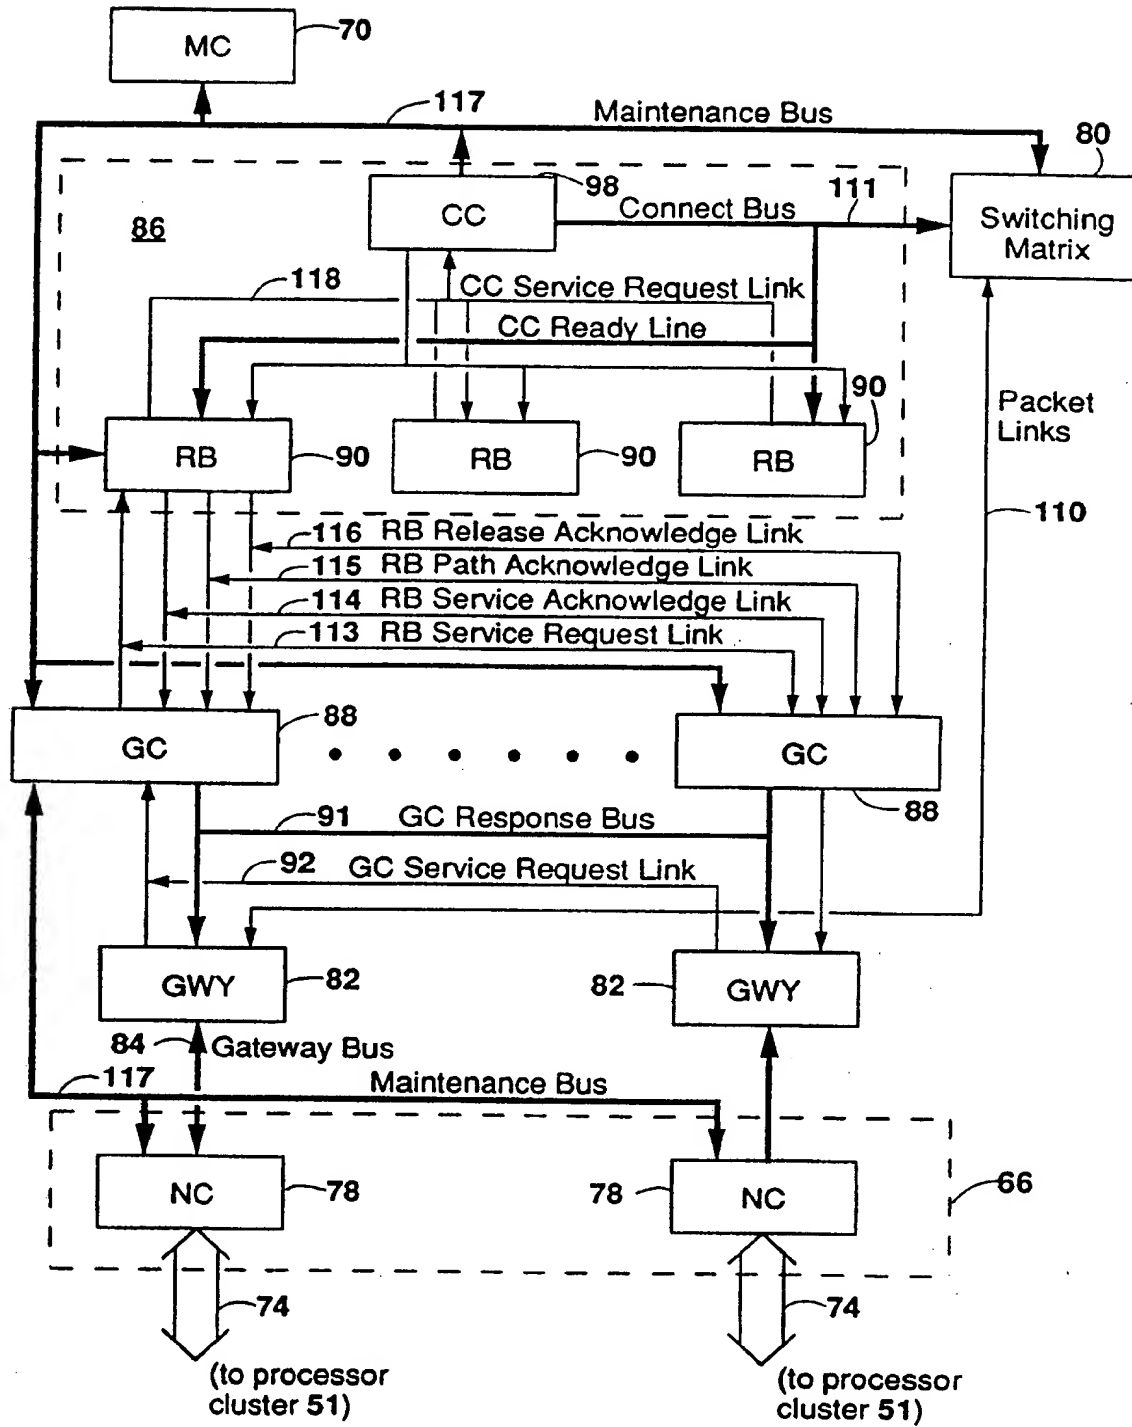 MC
70
117
Maintenance Bus
80
98
CC
Connect Bus
111
Switching
Matrix
86
118
CC Service Request Link
CC Ready Line
90
Packet
Links
RB
90
RB
90
RB
110
116 RB Release Acknowledge Link
115 RB Path Acknowledge Link
114 RB Service Acknowledge Link
113 RB Service Request Link
88
GC
GC
88
91
GC Response Bus
92
GC Service Request Link
GWY
82
82
GWY
84
Gateway Bus
117
Maintenance Bus
NC
78
78
NC
66
74
74
(to processor
cluster 51)
(to processor
cluster 51)